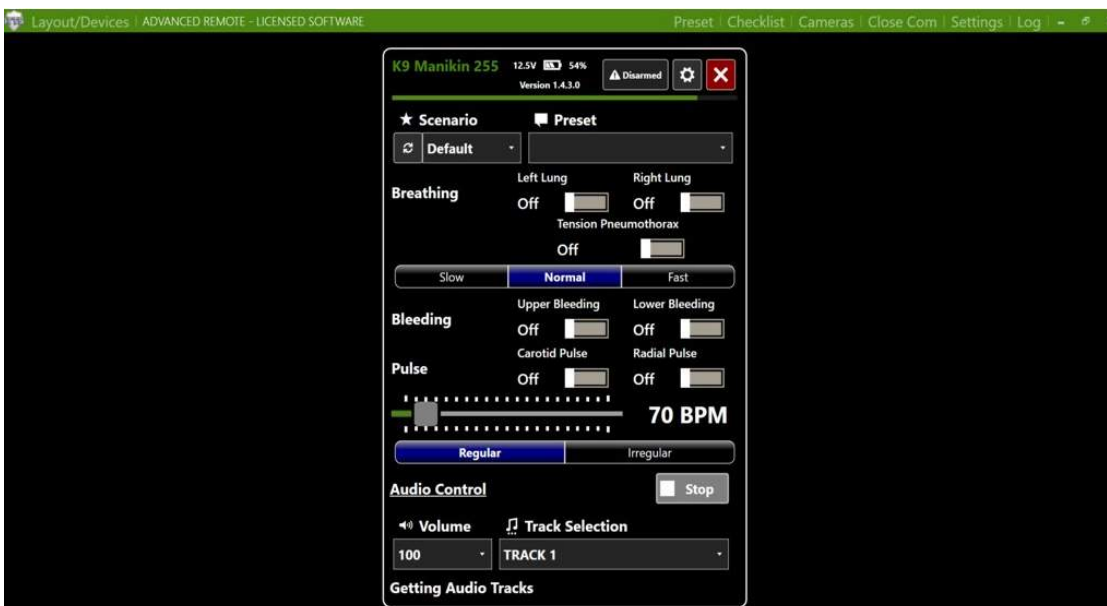 Layout/Devices | ADVANCED REMOTE - LICENSED SOFTWARE Preset | Checklist | Cameras | Close Com | Settings | Log
K9 Manikin 255 12.5V 54% Disarmed
Version 1.4.3.0
Scenario Preset
Default
Left Lung Right Lung
Breathing
Off Off
Tension Pneumothorax
Off
Slow Normal Fast
Upper Bleeding Lower Bleeding
Bleeding
Off Off
Carotid Pulse Radial Pulse
Pulse
Off Off
70 BPM
Regular Irregular
Audio Control Stop
Volume Track Selection
100 TRACK 1
Getting Audio Tracks